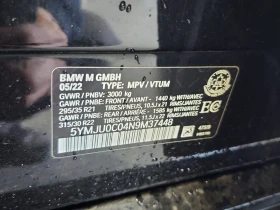 BMW M GMBH
05/22 TYPE: MPV/VTUM
GVWR / PNBV: 3000 kg
GAWR / PNBE: FRONT / AVANT - 1440 kg WITH/AVEC
295/35 R21 TIRES/PNEUS, 10.5J x 21 RIMS/JANTES
GAWR / PNBE: REAR / ARRIÈRE - 1585 kg WITH/AVEC
315/30 R22 TIRES/PNEUS, 11.5J x 22 RIMS/JANTES
5YMJU0C04N9M37448